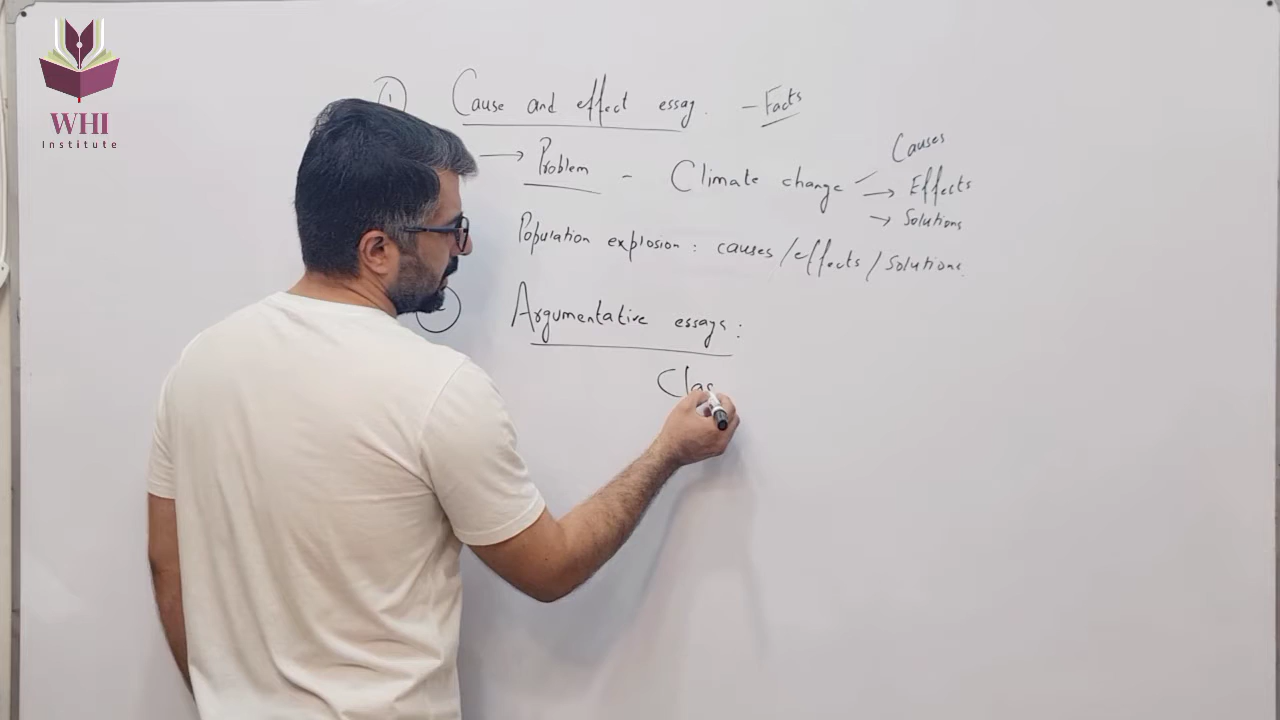 WHI
Institute
① Cause and effect essay. - Facts
→ Problem - Climate change
Causes
→ Effects
→ Solutions
Population explosion: causes/effects/solutions.
Argumentative essays:
Clas